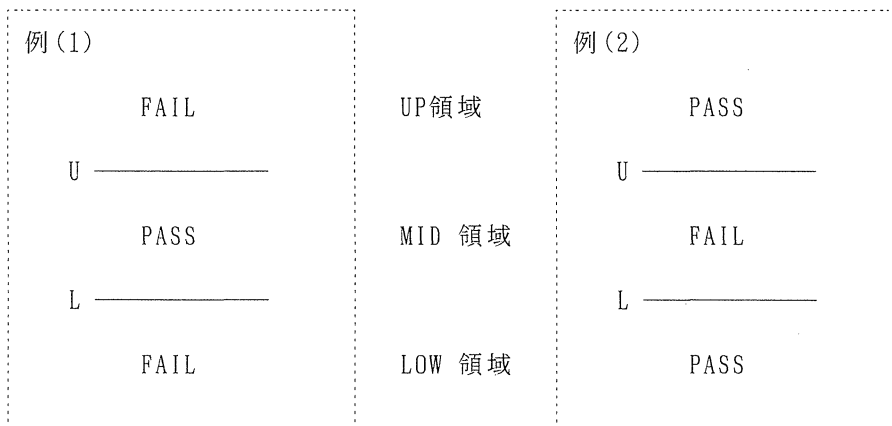 例(1) 例(2)
FAIL UP領域 PASS
U U
PASS MID 領域 FAIL
L L
FAIL LOW 領域 PASS